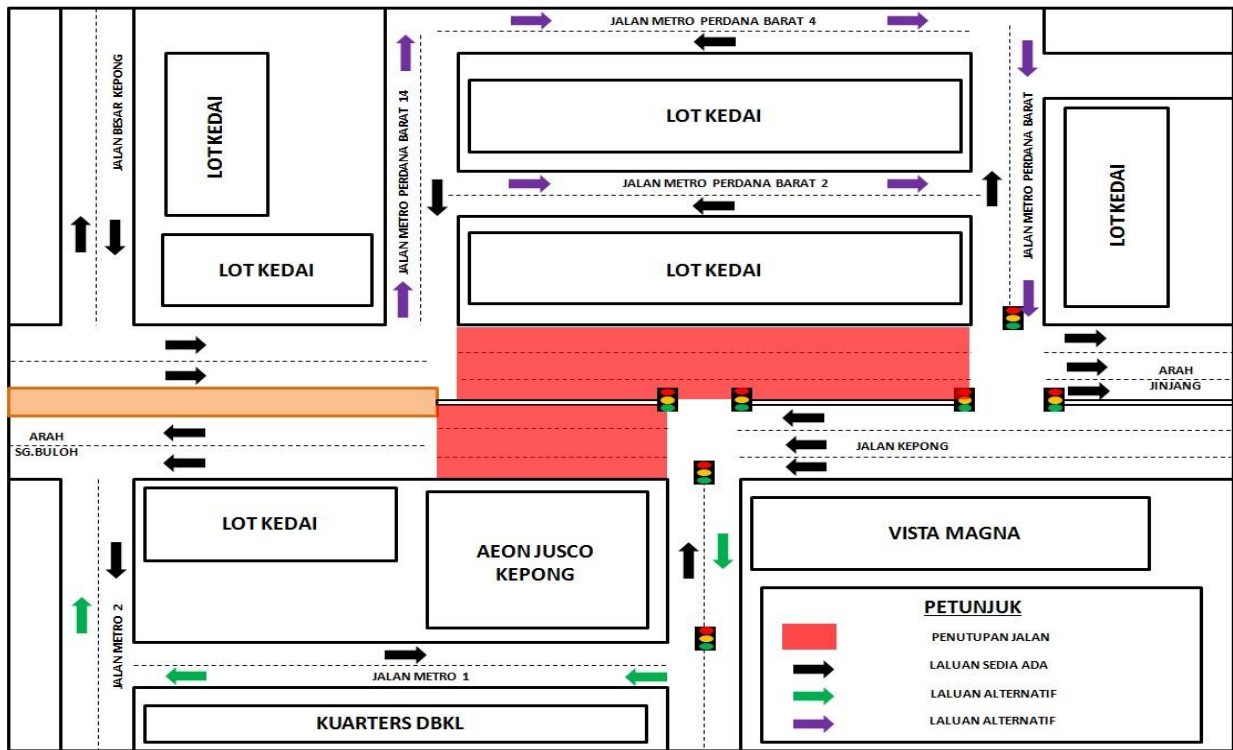 JALAN METRO PERDANA BARAT 4
JALAN BESAR KEPONG
LOT KEDAI
JALAN METRO PERDANA BARAT 14
LOT KEDAI
JALAN METRO PERDANA BARAT
LOT KEDAI
JALAN METRO PERDANA BARAT 2
LOT KEDAI
LOT KEDAI
ARAH
JINJANG
ARAH
SG.BULOH
JALAN KEPONG
LOT KEDAI
AEON JUSCO
KEPONG
VISTA MAGNA
JALAN METRO 2
JALAN METRO 1
KUARTERS DBKL
PETUNJUK
PENUTUPAN JALAN
LALUAN SEDIA ADA
LALUAN ALTERNATIF
LALUAN ALTERNATIF